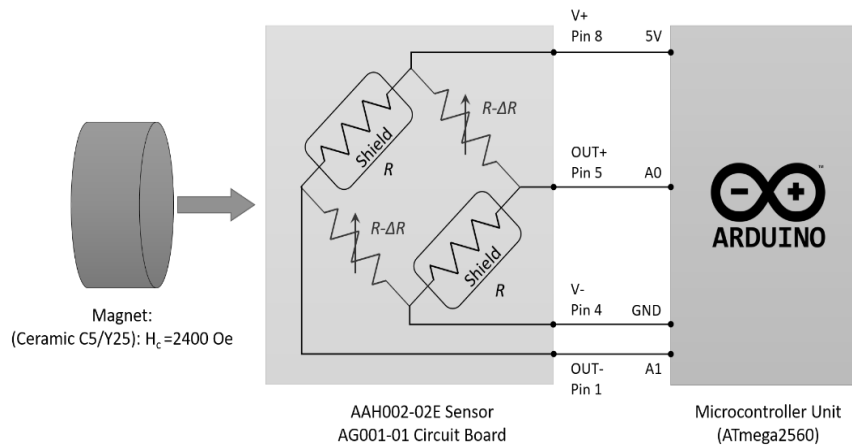 V+
Pin 8 5V
R-ΔR
Shield
R
OUT+
Pin 5 A0
ARDUINO
™
R-ΔR
Shield
R
V-
Pin 4 GND
OUT-
Pin 1 A1
Magnet:
(Ceramic C5/Y25): Hc =2400 Oe
AAH002-02E Sensor
AG001-01 Circuit Board
Microcontroller Unit
(ATmega2560)